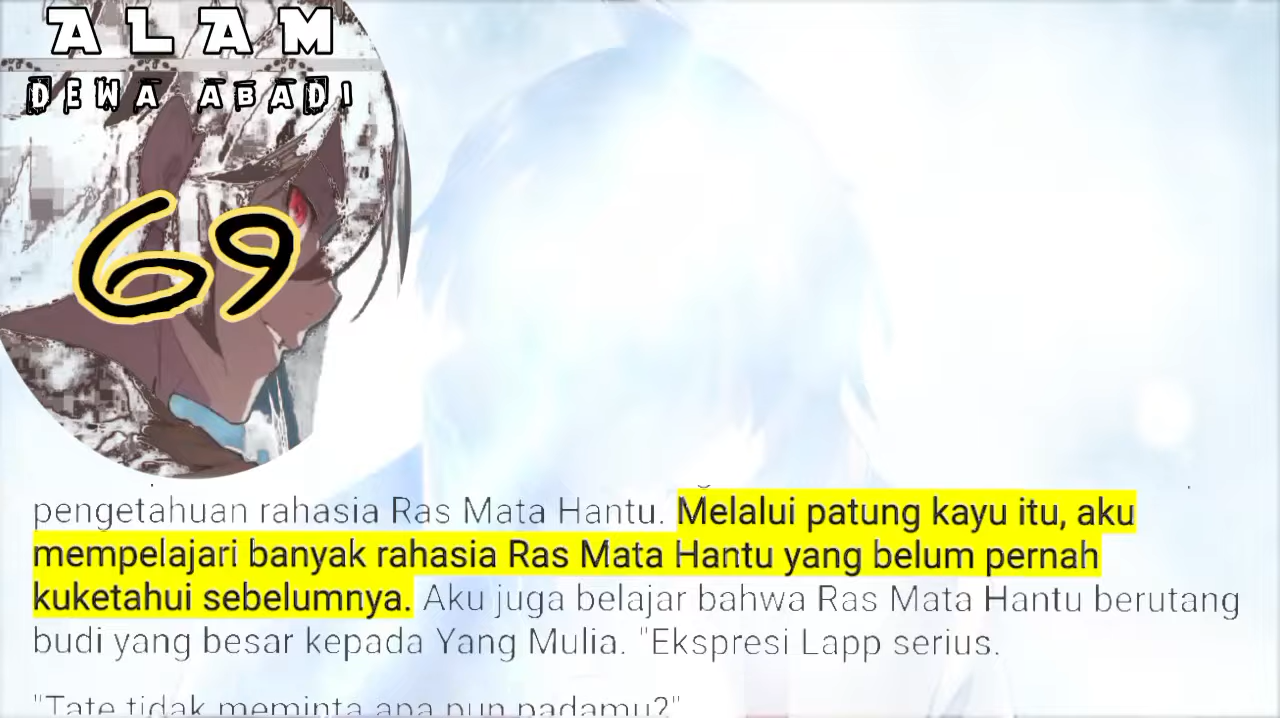 ALAM
DEWA ABADI
69
pengetahuan rahasia Ras Mata Hantu. Melalui patung kayu itu, aku
mempelajari banyak rahasia Ras Mata Hantu yang belum pernah
kuketahui sebelumnya. Aku juga belajar bahwa Ras Mata Hantu berutang
budi yang besar kepada Yang Mulia. "Ekspresi Lapp serius.
"Tate tidak meminta apa pun padamu?"